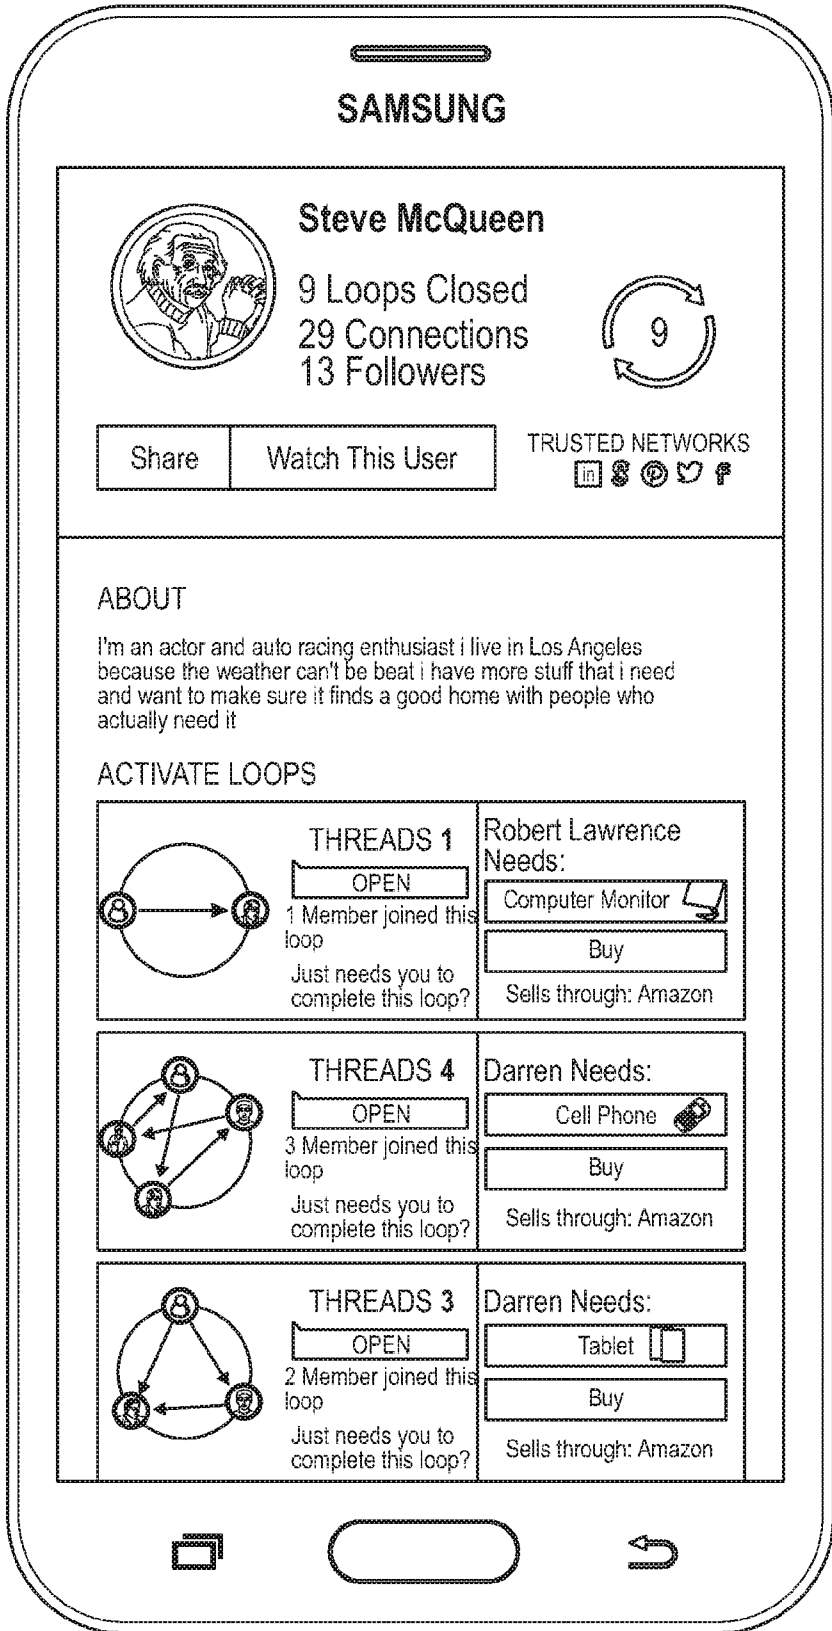 SAMSUNG
Steve McQueen
9 Loops Closed
29 Connections
13 Followers
9
Share
Watch This User
TRUSTED NETWORKS
in
ABOUT
I'm an actor and auto racing enthusiast i live in Los Angeles
because the weather can't be beat i have more stuff that i need
and want to make sure it finds a good home with people who
actually need it
ACTIVATE LOOPS
THREADS 1
OPEN
1 Member joined this
loop
Just needs you to
complete this loop?
Robert Lawrence
Needs:
Computer Monitor
Buy
Sells through: Amazon
THREADS 4
OPEN
3 Member joined this
loop
Just needs you to
complete this loop?
Darren Needs:
Cell Phone
Buy
Sells through: Amazon
THREADS 3
OPEN
2 Member joined this
loop
Just needs you to
complete this loop?
Darren Needs:
Tablet
Buy
Sells through: Amazon